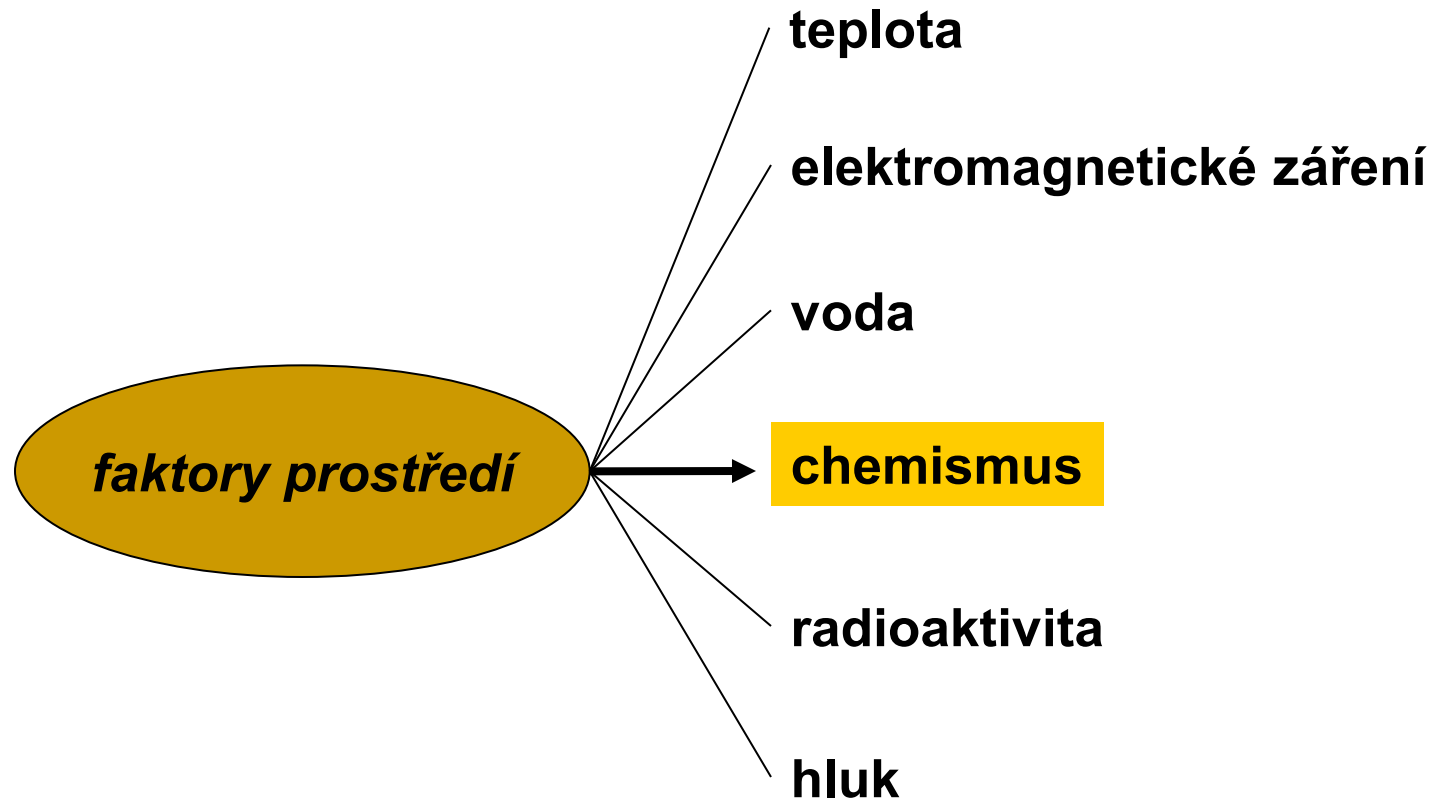 teplota
elektromagnetické záření
voda
faktory prostředí
chemismus
radioaktivita
hluk